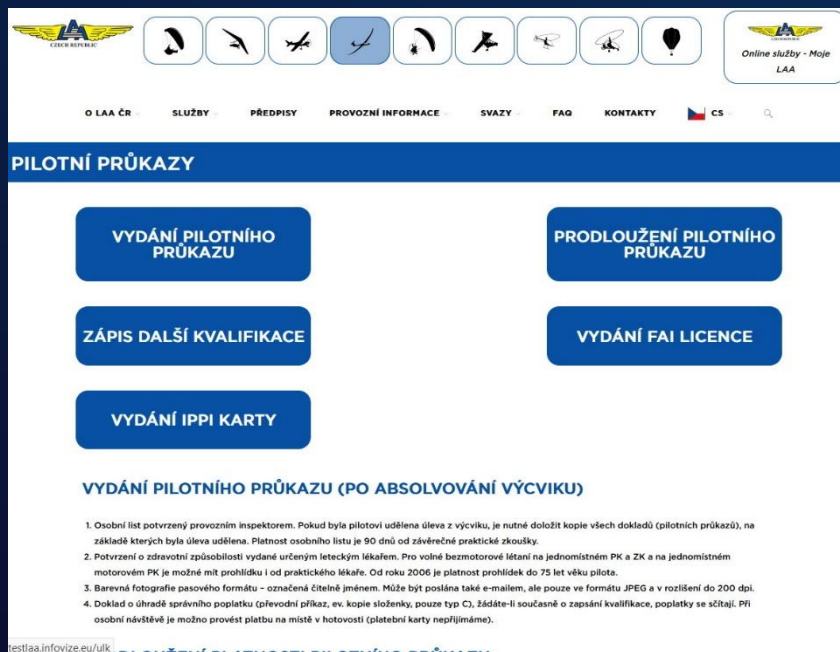 LAA
CZECH REPUBLIC
LAA
Online služby - Moje
LAA
O LAA ČR
SLUŽBY
PŘEDPISY
PROVOZNÍ INFORMACE
SVAZY
FAQ
KONTAKTY
CS
PILOTNÍ PRŮKAZY
VYDÁNÍ PILOTNÍHO
PRŮKAZU
PRODLOUŽENÍ PILOTNÍHO
PRŮKAZU
ZÁPIS DALŠÍ KVALIFIKACE
VYDÁNÍ FAI LICENCE
VYDÁNÍ IPPI KARTY
VYDÁNÍ PILOTNÍHO PRŮKAZU (PO ABSOLVOVÁNÍ VÝCVIKU)
1. Osobní list potvrzený provozním inspektorem. Pokud byla pilotovi udělena úleva z výcviku, je nutné doložit kopie všech dokladů (pilotních průkazů), na
základě kterých byla úleva udělena. Platnost osobního listu je 90 dnů od závěrečné praktické zkoušky.
2. Potvrzení o zdravotní způsobilosti vydané určeným leteckým lékařem. Pro volné bezmotorové létaní na jednomístném PK a ZK a na jednomístném
motorovém PK je možné mít prohlídku i od praktického lékaře. Od roku 2006 je platnost prohlídek do 75 let věku pilota.
3. Barevná fotografie pasového formátu – označená čitelně jménem. Může být poslána také e-mailem, ale pouze ve formátu JPEG a v rozlišení do 200 dpi.
4. Doklad o úhradě správního poplatku (převodní příkaz, ev. kopie složenky, pouze typ C), žádáte-li současně o zapsání kvalifikace, poplatky se sčítají. Při
osobní návštěvě je možno provést platbu na místě v hotovosti (platební karty nepřijímáme).
testlaa.infovize.eu/ulk